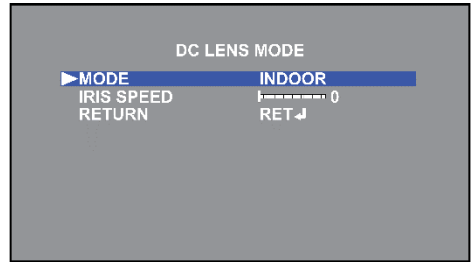 DC LENS MODE
MODE INDOOR
IRIS SPEED 0
RETURN RET